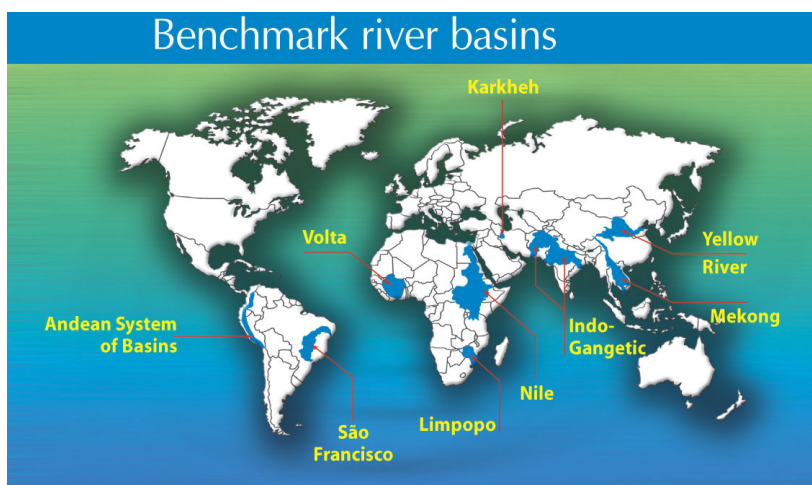 Benchmark river basins
Karkheh
Volta
Yellow
River
Andean System
of Basins
Indo-
Gangetic
Mekong
Nile
Limpopo
São
Francisco